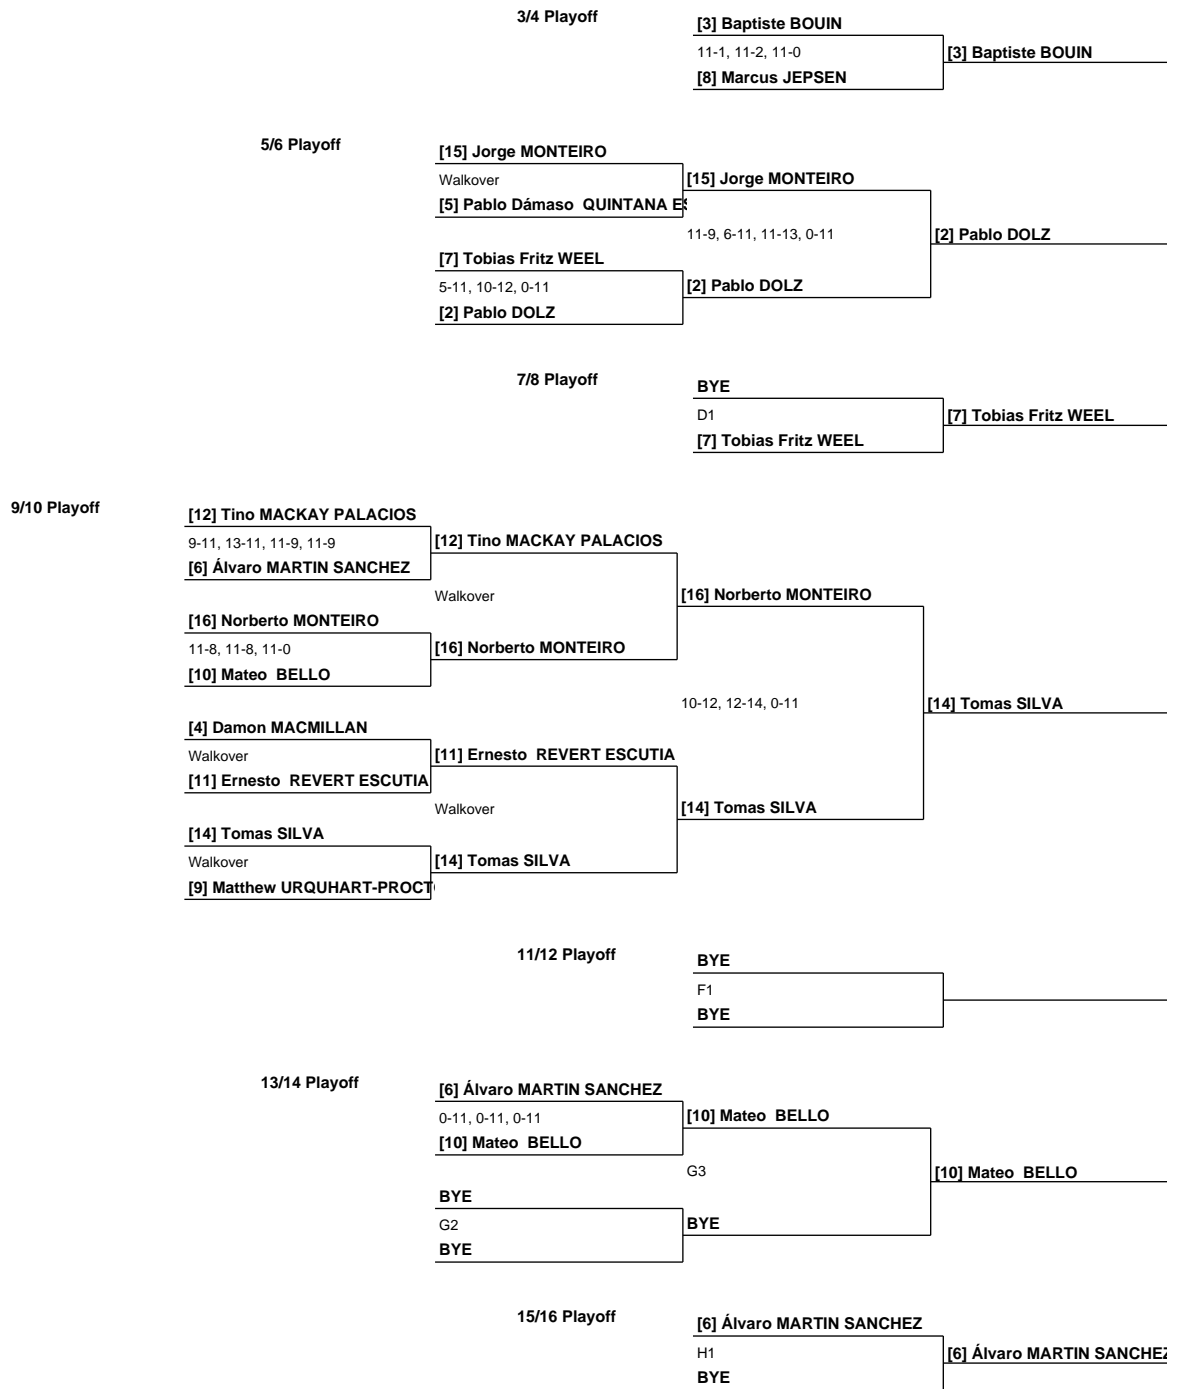 3/4 Playoff
[3] Baptiste BOUIN
11-1, 11-2, 11-0
[3] Baptiste BOUIN
[8] Marcus JEPSEN
5/6 Playoff
[15] Jorge MONTEIRO
Walkover
[15] Jorge MONTEIRO
[5] Pablo Dámaso QUINTANA ES
11-9, 6-11, 11-13, 0-11
[2] Pablo DOLZ
[7] Tobias Fritz WEEL
5-11, 10-12, 0-11
[2] Pablo DOLZ
[2] Pablo DOLZ
7/8 Playoff
BYE
D1
[7] Tobias Fritz WEEL
[7] Tobias Fritz WEEL
9/10 Playoff
[12] Tino MACKAY PALACIOS
9-11, 13-11, 11-9, 11-9
[12] Tino MACKAY PALACIOS
[6] Álvaro MARTIN SANCHEZ
Walkover
[16] Norberto MONTEIRO
[16] Norberto MONTEIRO
11-8, 11-8, 11-0
[16] Norberto MONTEIRO
[10] Mateo BELLO
10-12, 12-14, 0-11
[14] Tomas SILVA
[4] Damon MACMILLAN
Walkover
[11] Ernesto REVERT ESCUTIA
[11] Ernesto REVERT ESCUTIA
Walkover
[14] Tomas SILVA
[14] Tomas SILVA
Walkover
[14] Tomas SILVA
[9] Matthew URQUHART-PROCT
11/12 Playoff
BYE
F1
BYE
13/14 Playoff
[6] Álvaro MARTIN SANCHEZ
0-11, 0-11, 0-11
[10] Mateo BELLO
[10] Mateo BELLO
G3
[10] Mateo BELLO
BYE
G2
BYE
BYE
15/16 Playoff
[6] Álvaro MARTIN SANCHEZ
H1
[6] Álvaro MARTIN SANCHEZ
BYE